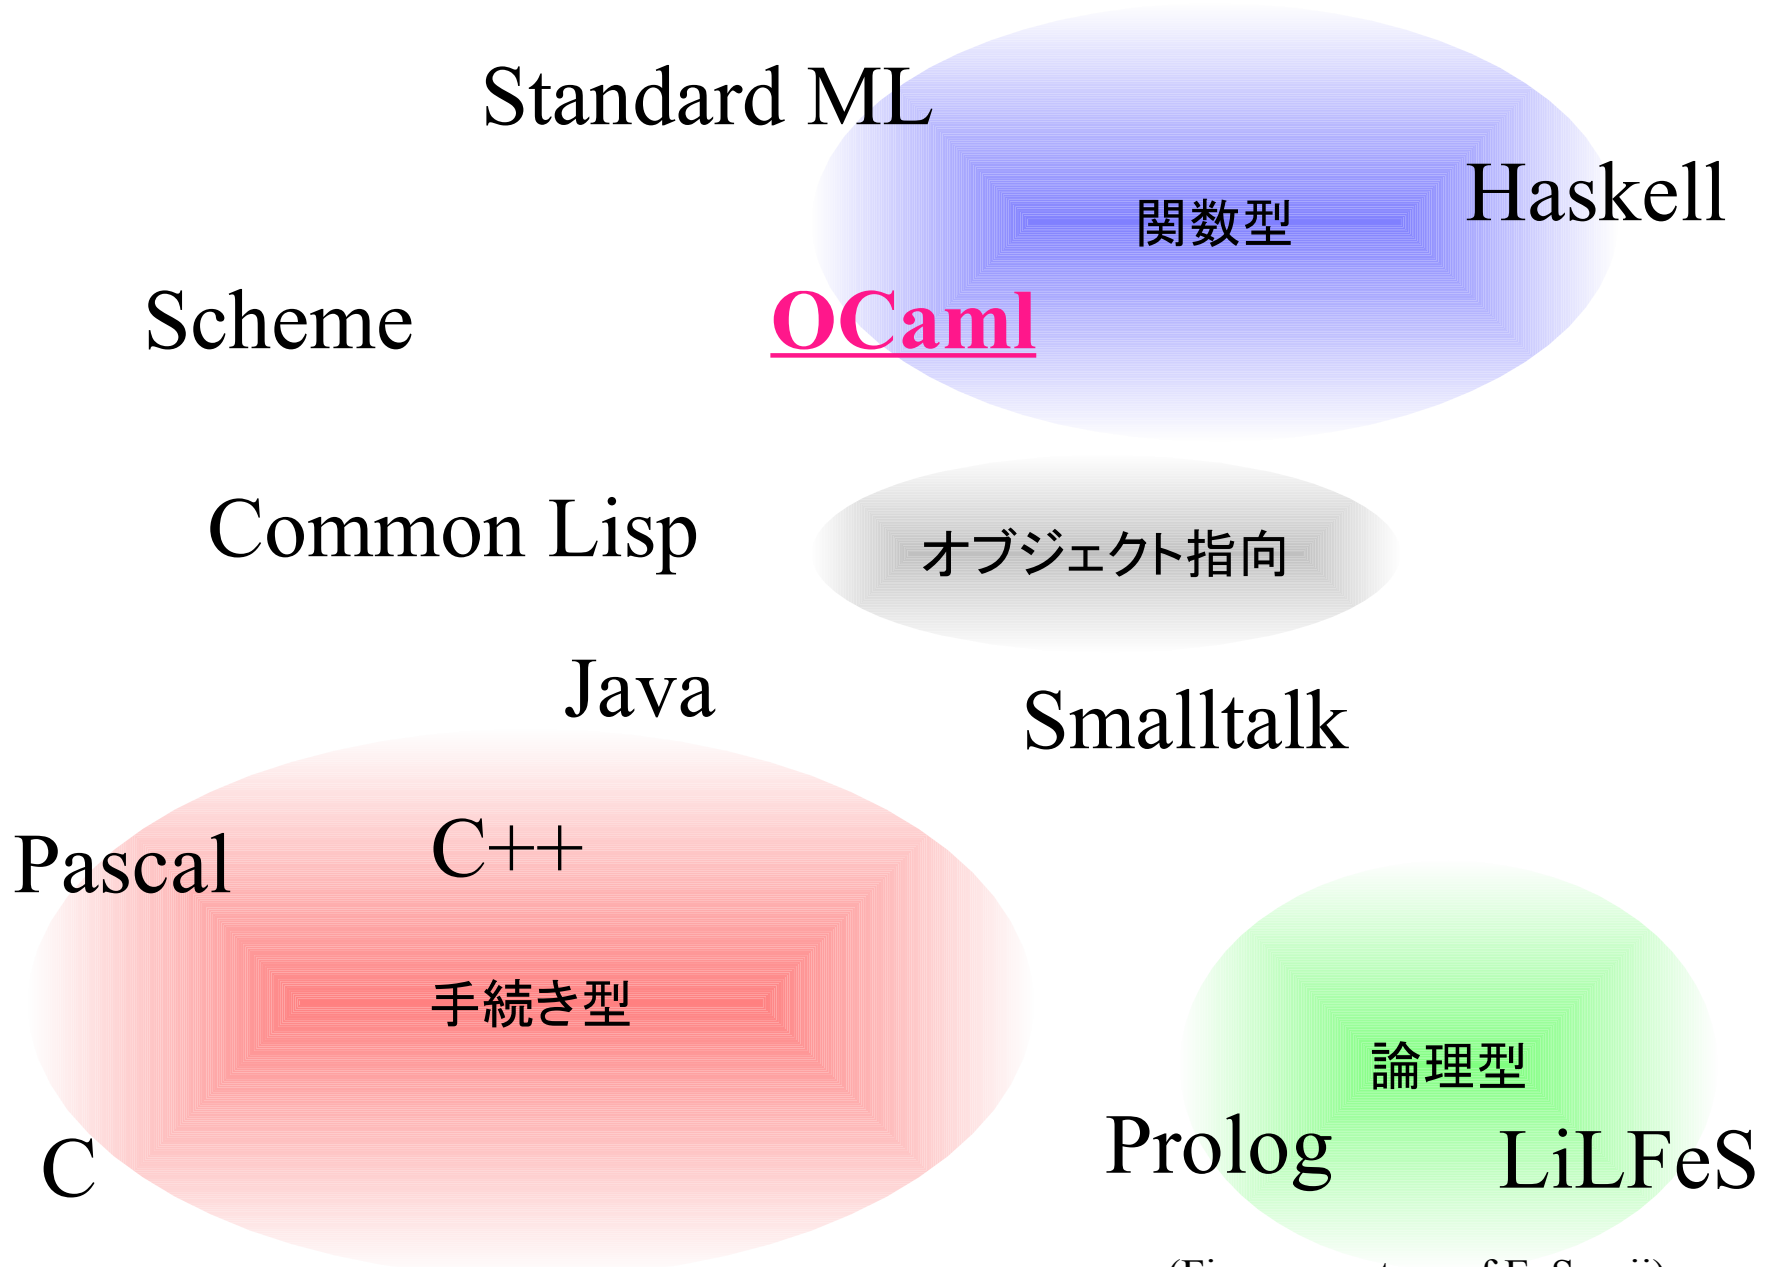 Standard ML
Haskell
関数型
Scheme
OCaml
Common Lisp
オブジェクト指向
Java
Smalltalk
Pascal
C++
手続き型
論理型
Prolog
LiLFeS
C